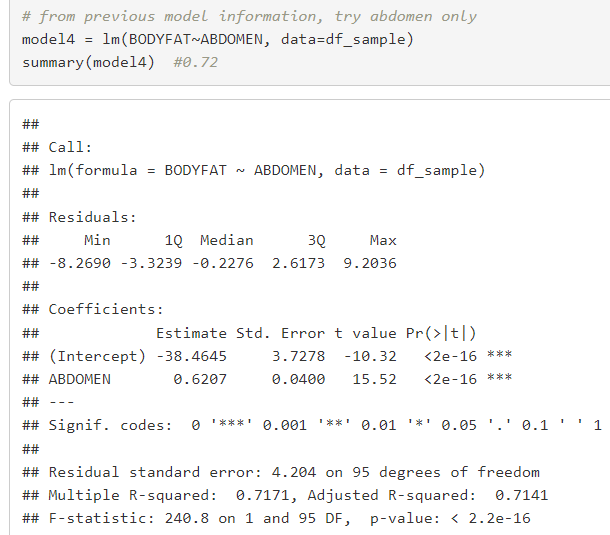 # from previous model information, try abdomen only
model4 = lm(BODYFAT~ABDOMEN, data=df_sample)
summary(model4)  #0.72
##
## Call:
## lm(formula = BODYFAT ~ ABDOMEN, data = df_sample)
##
## Residuals:
##     Min      1Q  Median      3Q     Max
## -8.2690 -3.3239 -0.2276  2.6173  9.2036
##
## Coefficients:
##             Estimate Std. Error t value Pr(>|t|)
## (Intercept) -38.4645     3.7278  -10.32   <2e-16 ***
## ABDOMEN       0.6207     0.0400   15.52   <2e-16 ***
## ---
## Signif. codes:  0 '***' 0.001 '**' 0.01 '*' 0.05 '.' 0.1 ' ' 1
##
## Residual standard error: 4.204 on 95 degrees of freedom
## Multiple R-squared:  0.7171, Adjusted R-squared:  0.7141
## F-statistic: 240.8 on 1 and 95 DF,  p-value: < 2.2e-16